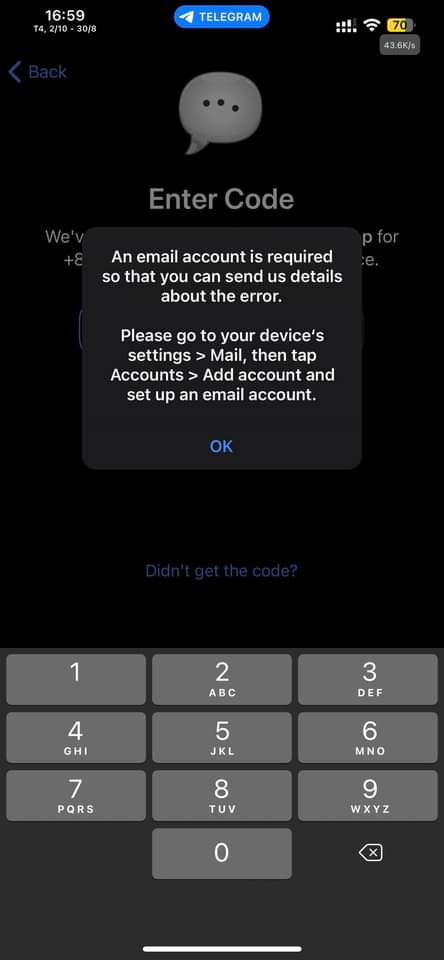 16:59
T4, 2/10 - 30/8
TELEGRAM
70
43.6K/s
Back
Enter Code
We'v
p for
+8
e.
An email account is required
so that you can send us details
about the error.
Please go to your device's
settings > Mail, then tap
Accounts > Add account and
set up an email account.
OK
Didn't get the code?
1
2
ABC
3
DEF
4
GHI
5
JKL
6
MNO
7
PQRS
8
TUV
9
WXYZ
0